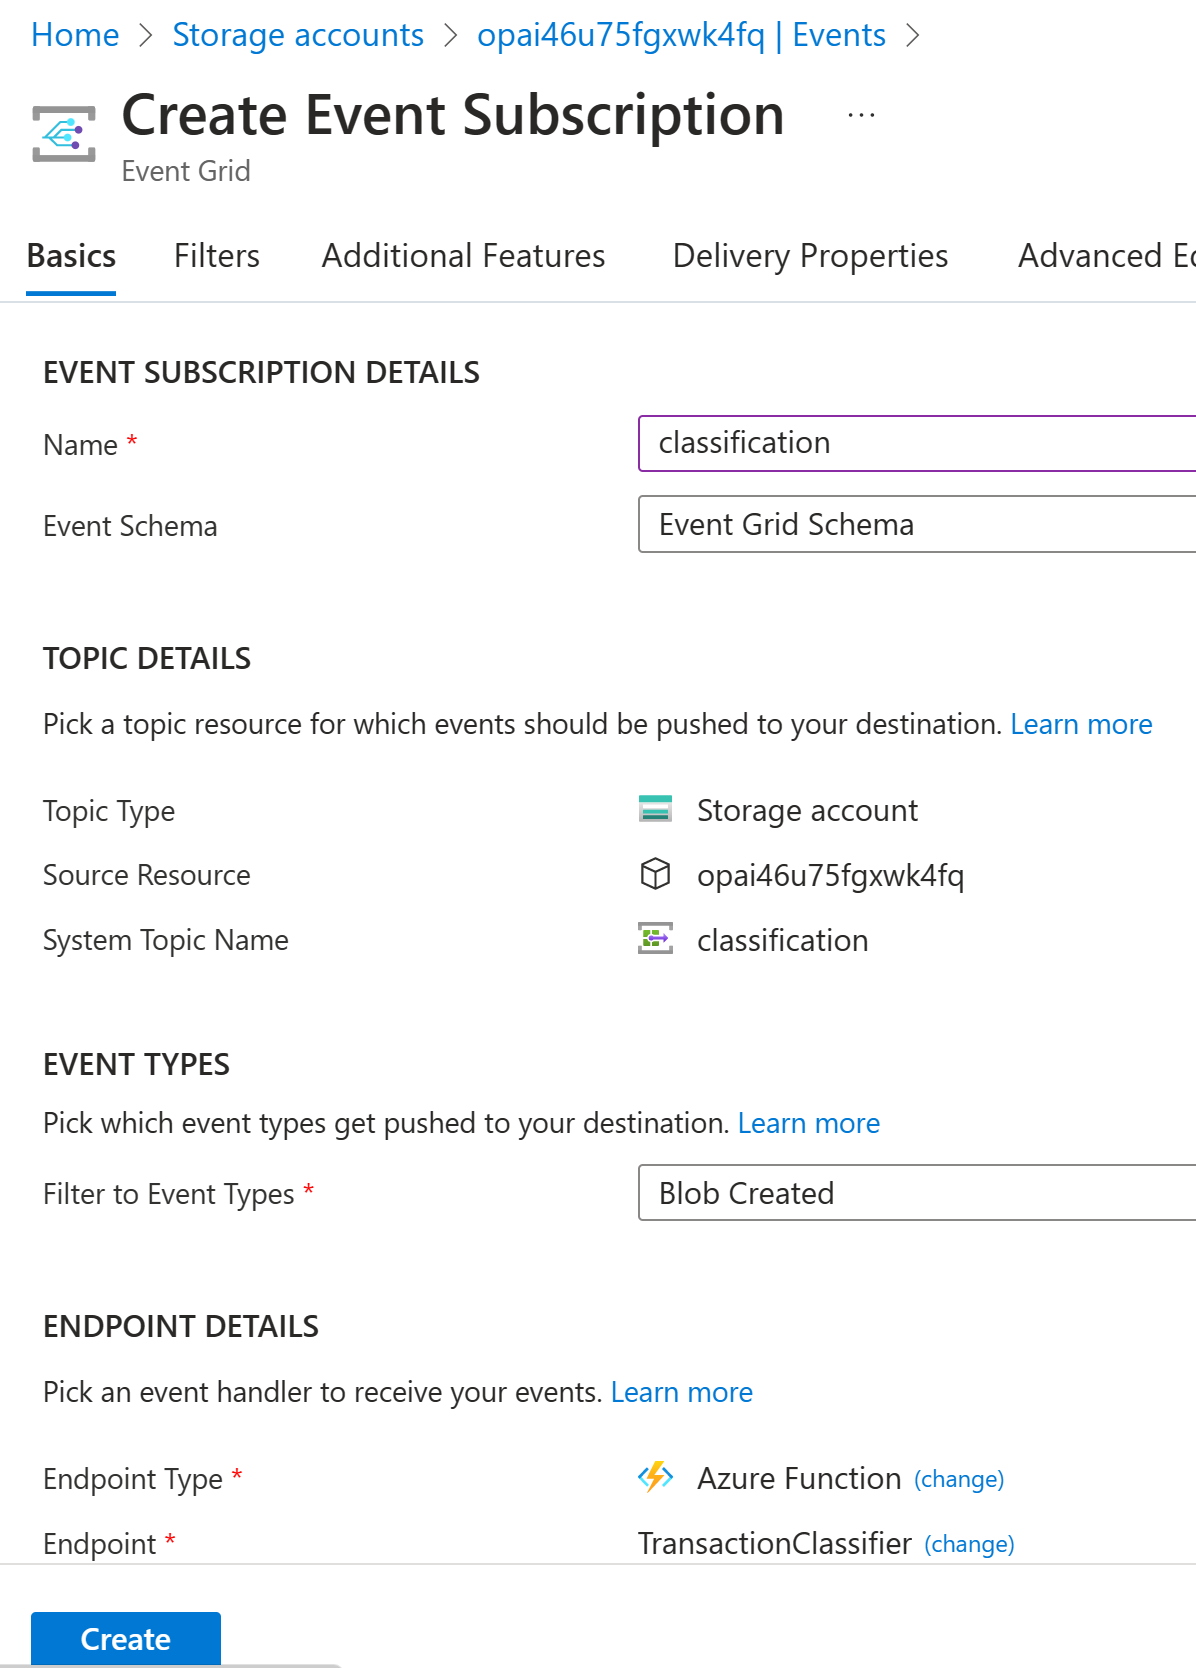 Home > Storage accounts > opai46u75fgxwk4fq | Events >
Create Event Subscription ...
Event Grid
Basics Filters Additional Features Delivery Properties Advanced
EVENT SUBSCRIPTION DETAILS
Name * classification
Event Schema Event Grid Schema
TOPIC DETAILS
Pick a topic resource for which events should be pushed to your destination. Learn more
Topic Type Storage account
Source Resource opai46u75fgxwk4fq
System Topic Name classification
EVENT TYPES
Pick which event types get pushed to your destination. Learn more
Filter to Event Types * Blob Created
ENDPOINT DETAILS
Pick an event handler to receive your events. Learn more
Endpoint Type * Azure Function (change)
Endpoint * TransactionClassifier (change)
Create